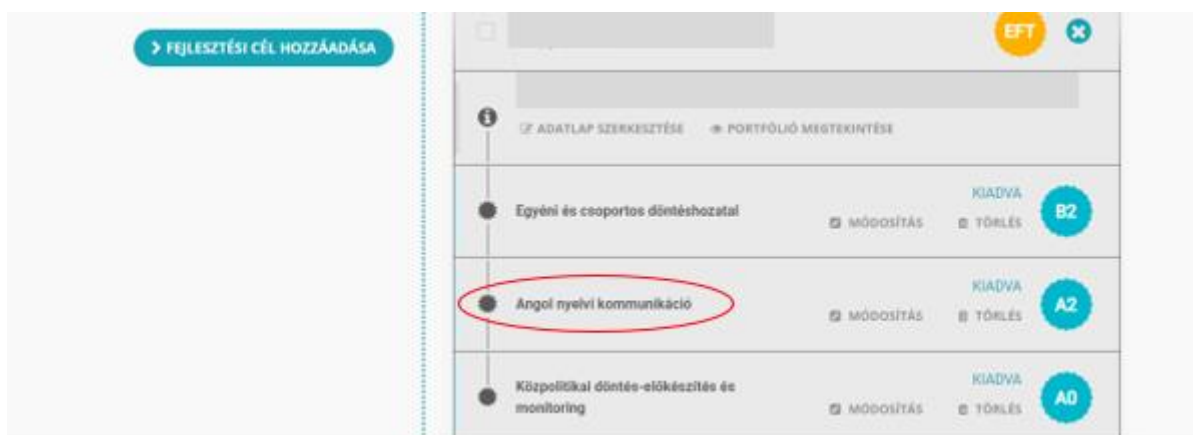 FEJLESZTÉSI CÉL HOZZÁADÁSA
EFT
ADATLAP SZERKESZTÉSE PORTFÓLIÓ MEGTEKINTÉSE
KIADVA
Egyéni és csoportos döntéshozatal
MÓDOSÍTÁS TÖRLÉS
B2
KIADVA
Angol nyelvi kommunikáció
MÓDOSÍTÁS TÖRLÉS
A2
KIADVA
Közpolitikai döntés-előkészítés és
monitoring
MÓDOSÍTÁS TÖRLÉS
A0